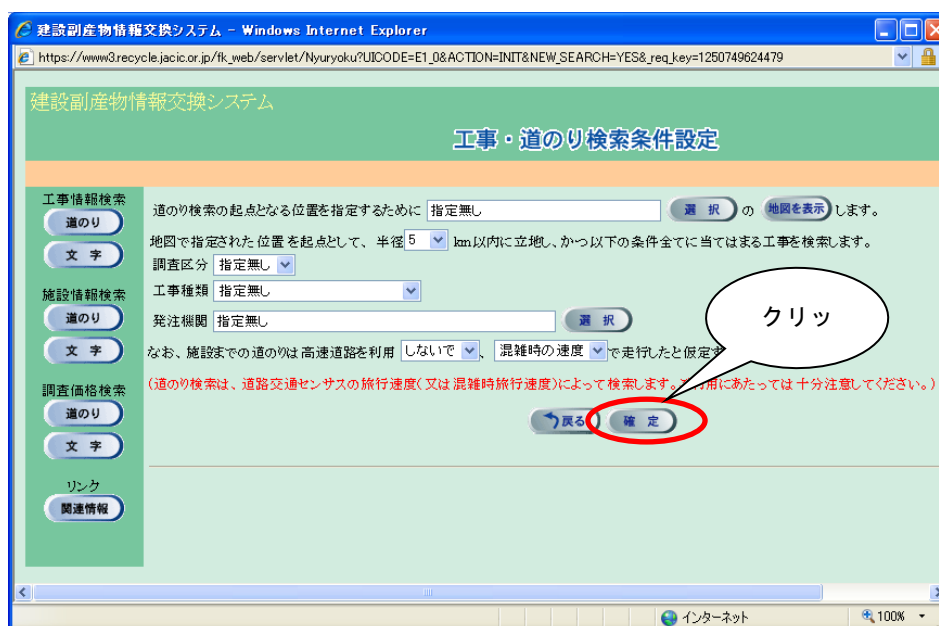 建設副産物情報交換システム - Windows Internet Explorer
https://www3.recycle.jacic.or.jp/fk_web/servlet/Nyuryoku?UICODE=E1_0&ACTION=INIT&NEW_SEARCH=YES&_req_key=1250749624479
建設副産物情報交換システム
工事・道のり検索条件設定
工事情報検索
道のり
文 字
施設情報検索
道のり
文 字
調査価格検索
道のり
文 字
リンク
関連情報
道のり検索の起点となる位置を指定するために 指定無し 選 択 の 地図を表示 します。
地図で指定された位置を起点として、半径 5 km以内に立地し、かつ以下の条件全てに当てはまる工事を検索します。
調査区分 指定無し
工事種類 指定無し
発注機関 指定無し 選 択
なお、施設までの道のりは高速道路を利用 しないで 、 混雑時の速度 で走行したと仮定す
(道のり検索は、道路交通センサスの旅行速度(又は混雑時旅行速度)によって検索します。 用にあたっては十分注意してください。)
戻る 確 定
クリッ
インターネット 100%